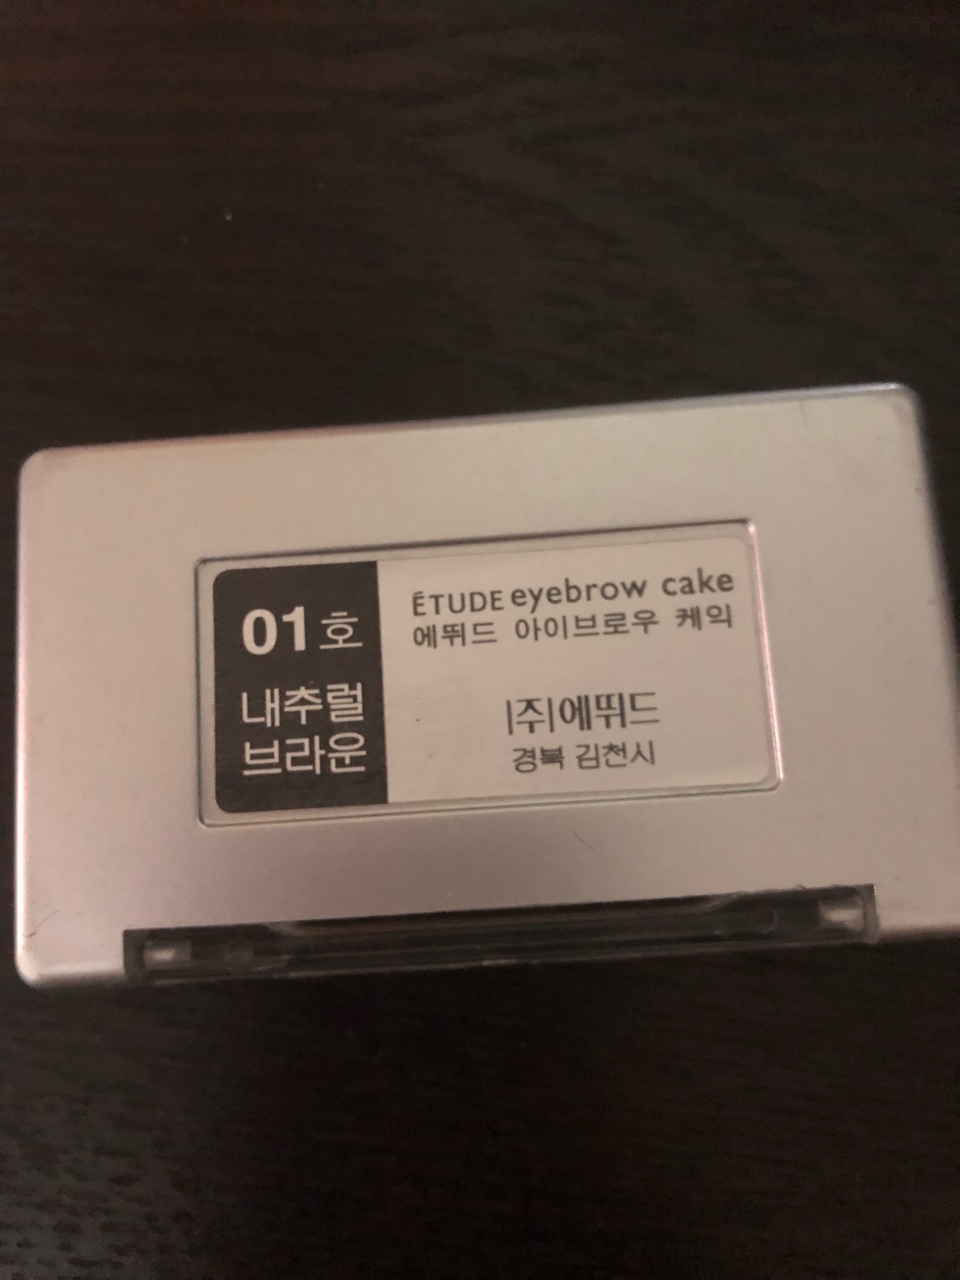 01호
내추럴
브라운
ÉTUDE eyebrow cake
에뛰드 아이브로우 케익
(주)에뛰드
경북 김천시